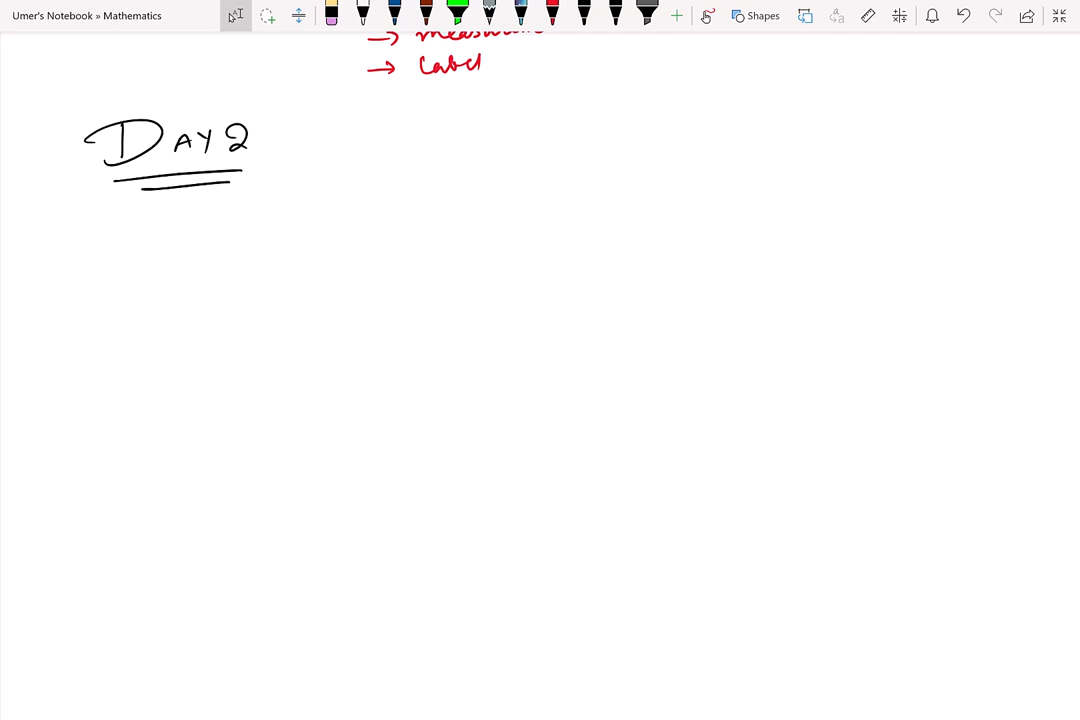 Umer's Notebook » Mathematics
Shapes
→
→ Label
DAY 2